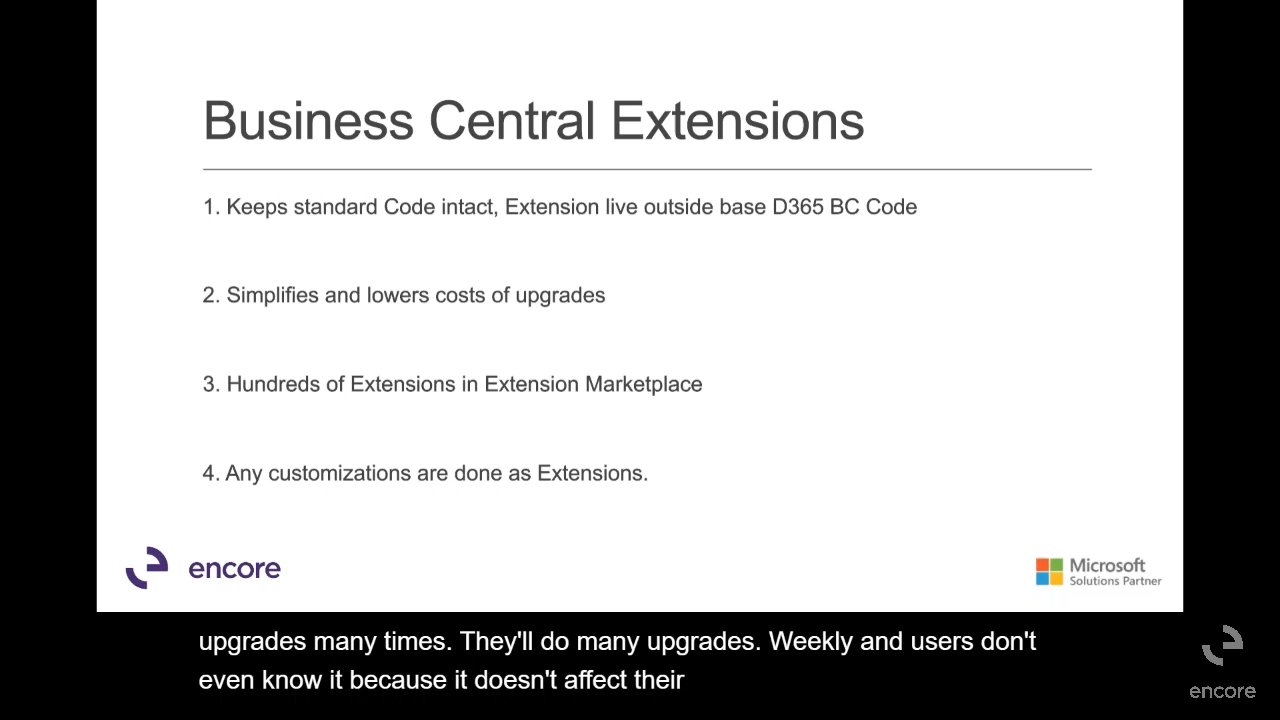 Business Central Extensions
1. Keeps standard Code intact, Extension live outside base D365 BC Code
2. Simplifies and lowers costs of upgrades
3. Hundreds of Extensions in Extension Marketplace
4. Any customizations are done as Extensions.
encore
Microsoft
Solutions Partner
upgrades many times. They'll do many upgrades. Weekly and users don't
even know it because it doesn't affect their
encore